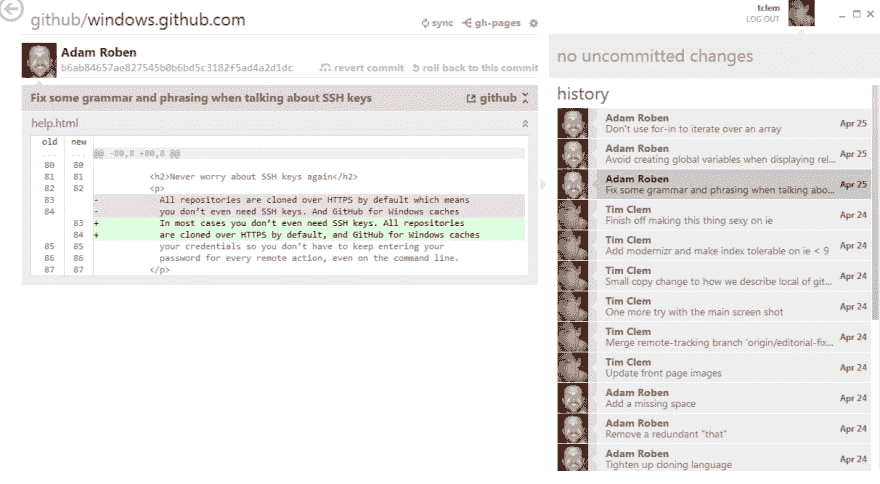 github/windows.github.com
sync gh-pages
tclem
LOG OUT
Adam Roben
b6ab84657ae827545b0b6bd5c3182f5ad4a2d1dc
revert commit roll back to this commit
Fix some grammar and phrasing when talking about SSH keys
github
help.html
old new
... ... @@ -80,8 +80,8 @@
80 80
81 81 <h2>Never worry about SSH keys again</h2>
82 82 <p>
83 - All repositories are cloned over HTTPS by default which means
84 - you don't even need SSH keys. And GitHub for Windows caches
83 + In most cases you don't even need SSH keys. All repositories
84 + are cloned over HTTPS by default, and GitHub for Windows caches
85 85 your credentials so you don't have to keep entering your
86 86 password for every remote action, even on the command line.
87 87 </p>
no uncommitted changes
history
Adam Roben
Don't use for-in to iterate over an array
Apr 25
Adam Roben
Avoid creating global variables when displaying rel...
Apr 25
Adam Roben
Fix some grammar and phrasing when talking abo...
Apr 25
Tim Clem
Finish off making this thing sexy on ie
Apr 24
Tim Clem
Add modernizr and make index tolerable on ie < 9
Apr 24
Tim Clem
Small copy change to how we describe local of git...
Apr 24
Tim Clem
One more try with the main screen shot
Apr 24
Tim Clem
Merge remote-tracking branch 'origin/editorial-fix...
Apr 24
Tim Clem
Update front page images
Apr 24
Adam Roben
Add a missing space
Apr 24
Adam Roben
Remove a redundant "that"
Apr 24
Adam Roben
Tighten up cloning language
Apr 24